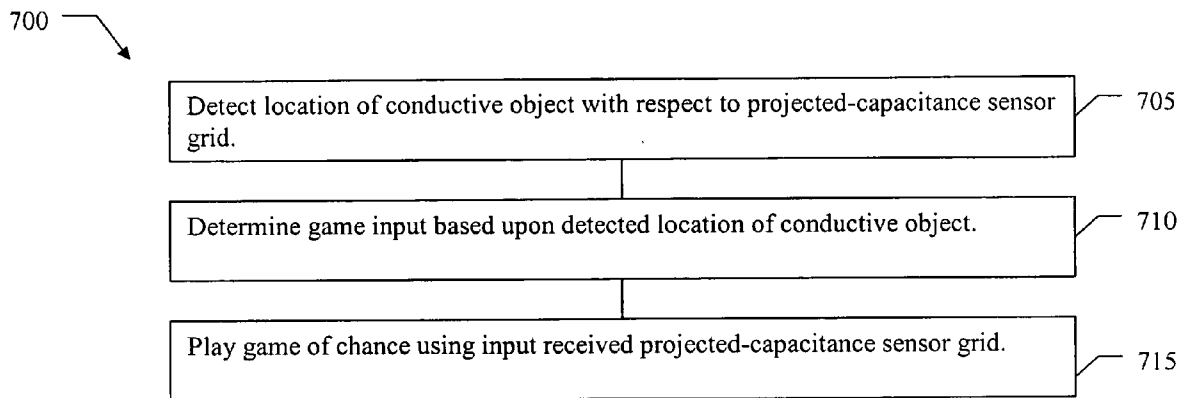 700
Detect location of conductive object with respect to projected-capacitance sensor
grid.
705
Determine game input based upon detected location of conductive object.
710
Play game of chance using input received projected-capacitance sensor grid.
715